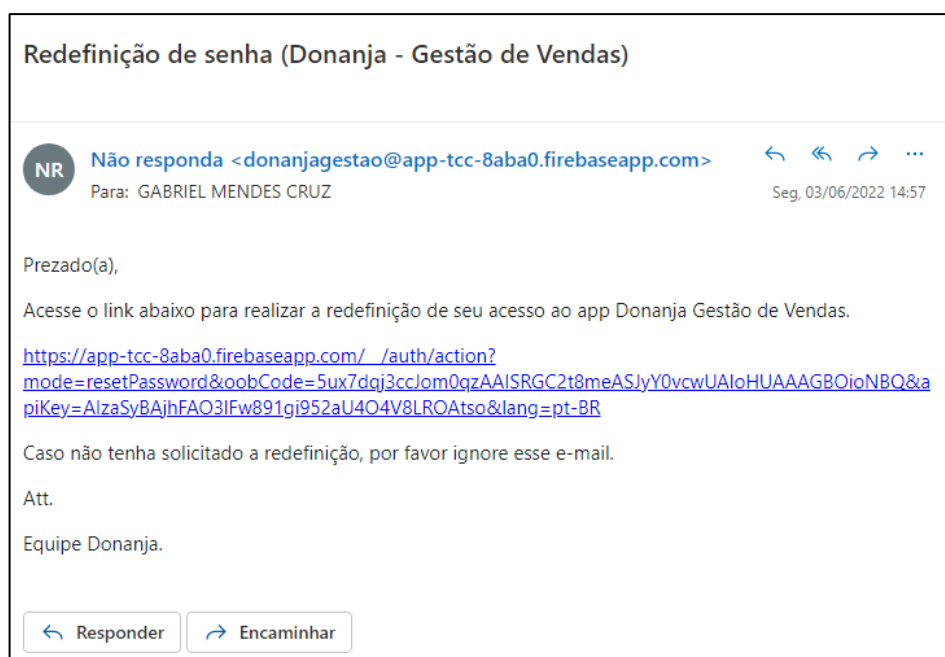 Redefinição de senha (Donanja - Gestão de Vendas)
NR
Não responda <donanjagestao@app-tcc-8aba0.firebaseapp.com>
Para: GABRIEL MENDES CRUZ
Seg, 03/06/2022 14:57
Prezado(a),
Acesse o link abaixo para realizar a redefinição de seu acesso ao app Donanja Gestão de Vendas.
https://app-tcc-8aba0.firebaseapp.com/__/auth/action?
mode=resetPassword&oobCode=5ux7dqj3ccJom0qzAAISRGC2t8meASJyY0vcwUAIoHUAAAGBOioNBQ&a
piKey=AIzaSyBAjhFAO3IFw891gi952aU4O4V8LROAtso&lang=pt-BR
Caso não tenha solicitado a redefinição, por favor ignore esse e-mail.
Att.
Equipe Donanja.
Responder
Encaminhar